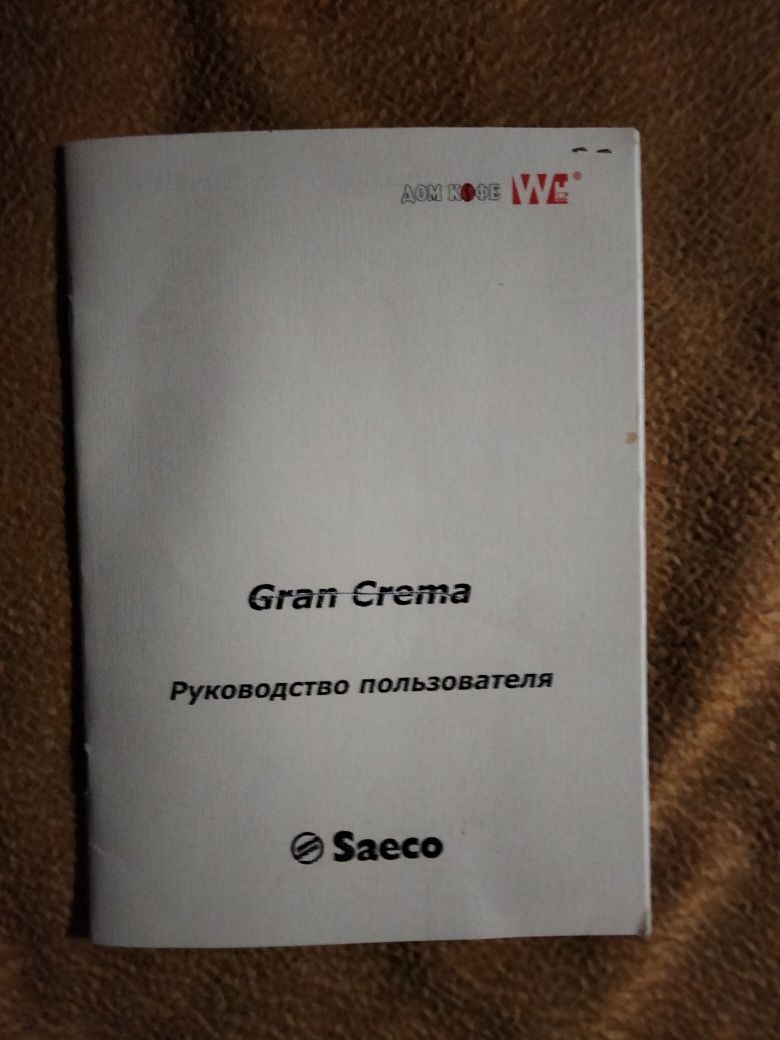 ДОМ КОФЕ
Gran Crema
Руководство пользователя
Saeco